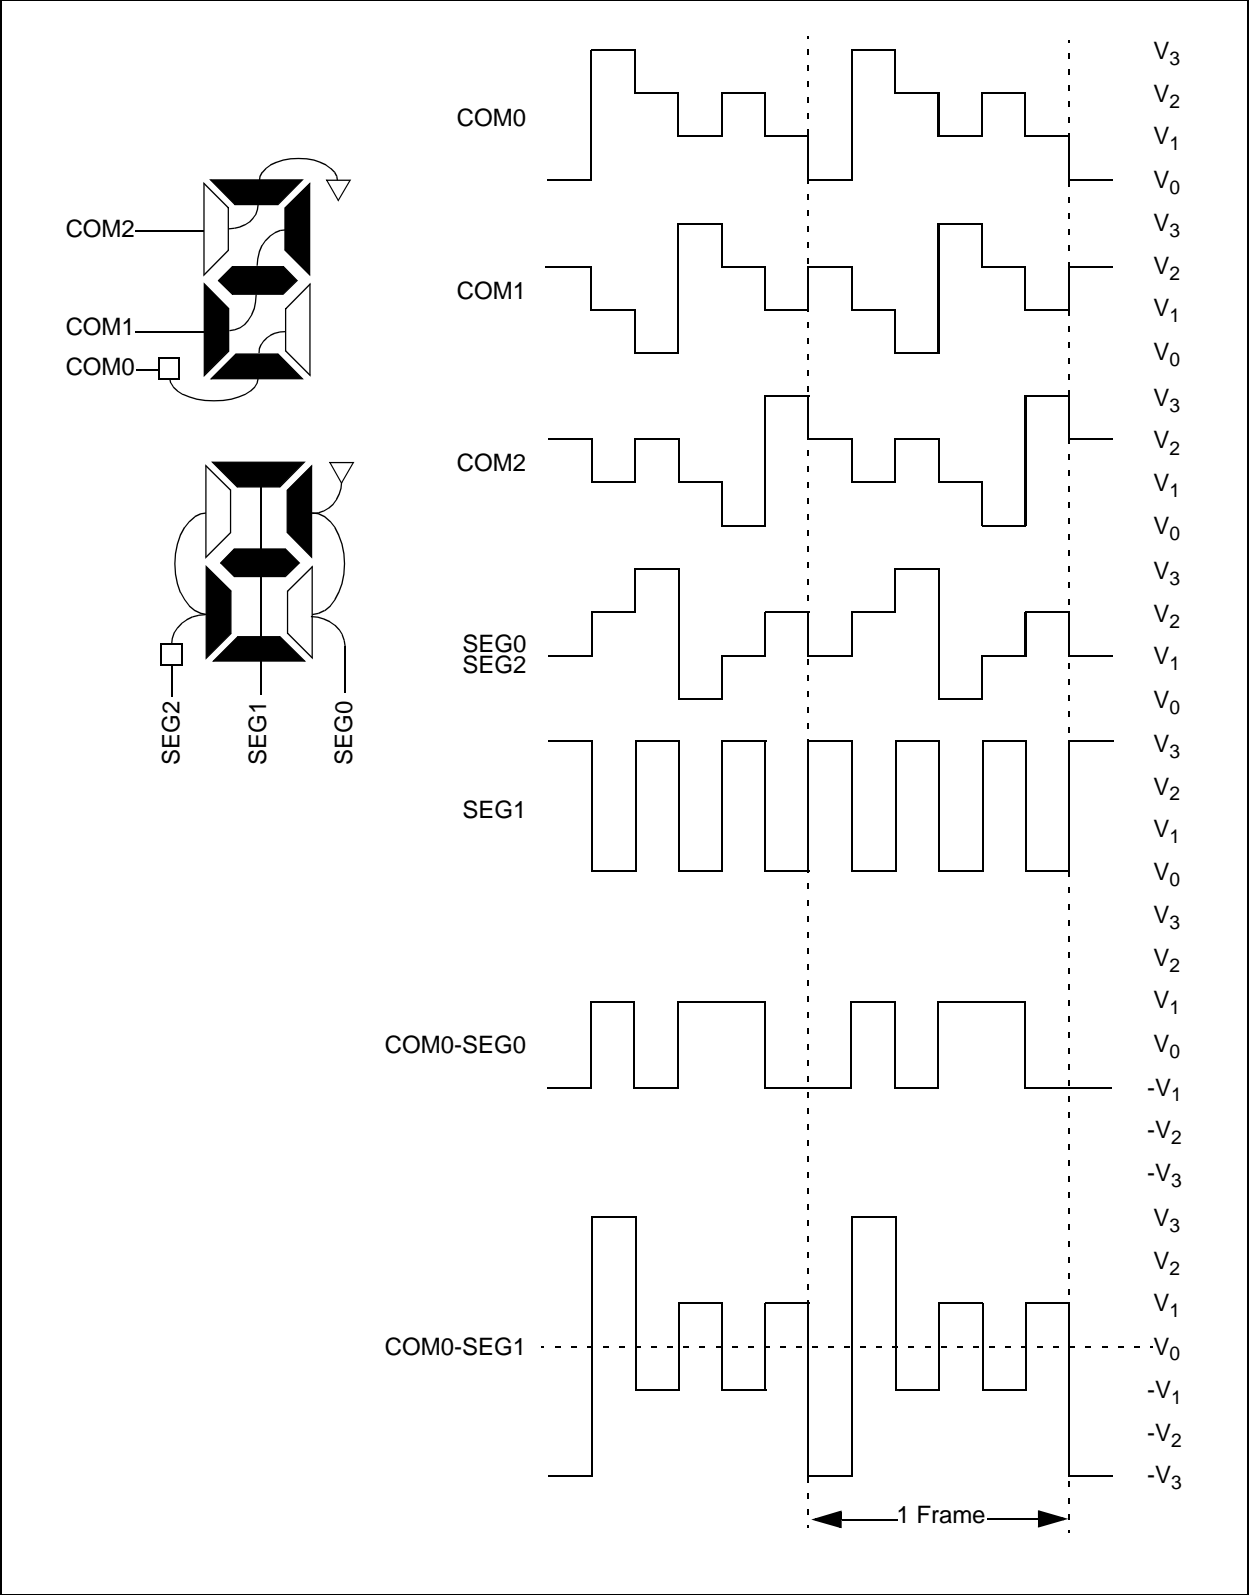 COM0
V3
V2
V1
V0
COM2
COM1
COM0
COM1
V3
V2
V1
V0
COM2
V3
V2
V1
V0
SEG2
SEG1
SEG0
SEG0
SEG2
V3
V2
V1
V0
SEG1
V3
V2
V1
V0
COM0-SEG0
V3
V2
V1
V0
-V1
-V2
-V3
COM0-SEG1
V3
V2
V1
V0
-V1
-V2
-V3
1 Frame